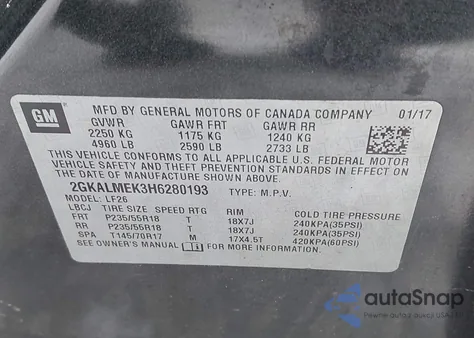 GM
MFD BY GENERAL MOTORS OF CANADA COMPANY 01/17
GVWR GAWR FRT GAWR RR
2250 KG 1175 KG 1240 KG
4960 LB 2590 LB 2733 LB
THIS VEHICLE CONFORMS TO ALL APPLICABLE U.S. FEDERAL MOTOR
VEHICLE SAFETY AND THEFT PREVENTION STANDARDS IN EFFECT ON
THE DATE OF MANUFACTURE SHOWN ABOVE.
2GKALMEK3H6280193 TYPE: M.P.V.
MODEL: LF26
LBCJ TIRE SIZE SPEED RTG RIM COLD TIRE PRESSURE
FRT P235/55R18 T 18X7J 240KPA(35PSI)
RR P235/55R18 T 18X7J 240KPA(35PSI)
SPA T145/70R17 M 17X4.5T 420KPA(60PSI)
SEE OWNER'S MANUAL FOR MORE INFORMATION.
autoSnap
Pewne auto z USA